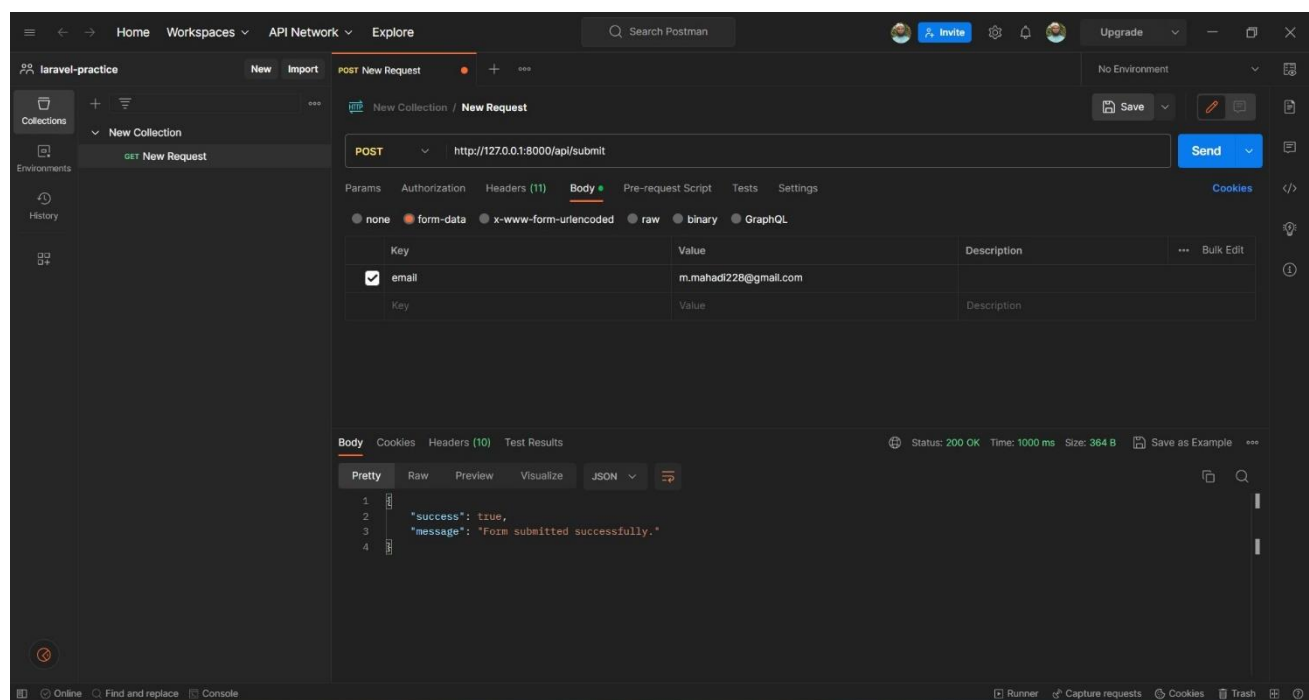 Home Workspaces API Network Explore Search Postman Invite Upgrade
laravel-practice New Import POST New Request No Environment
Collections
New Collection / New Request Save
New Collection
GET New Request
POST http://127.0.0.1:8000/api/submit Send
Environments
Params Authorization Headers (11) Body Pre-request Script Tests Settings Cookies
History
none form-data x-www-form-urlencoded raw binary GraphQL
Key Value Description Bulk Edit
email m.mahadi228@gmail.com
Key Value Description
Body Cookies Headers (10) Test Results Status: 200 OK Time: 1000 ms Size: 364 B Save as Example
Pretty Raw Preview Visualize JSON
1 {
2 "success": true,
3 "message": "Form submitted successfully."
4 }
Online Find and replace Console Runner Capture requests Cookies Trash